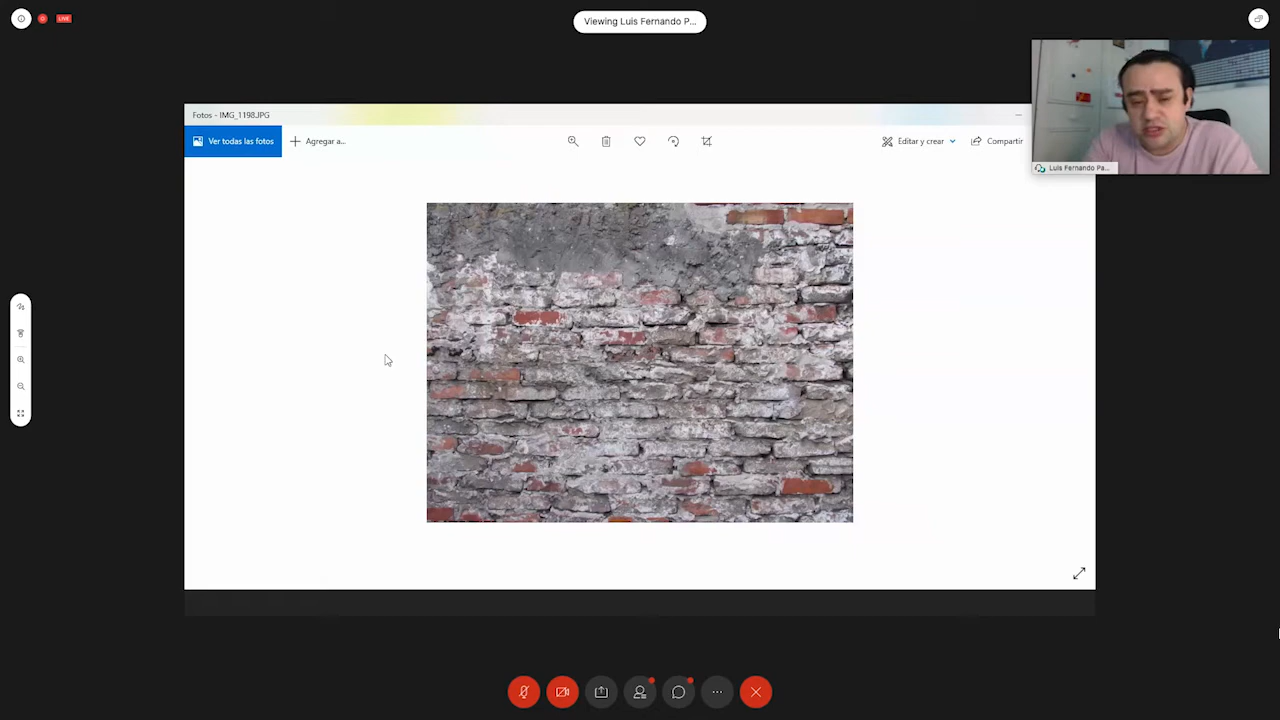 LIVE
Viewing Luis Fernando P...
Fotos - IMG_1198.JPG
Ver todas las fotos
Agregar a...
Editar y crear
Compartir
Luis Fernando Pa...